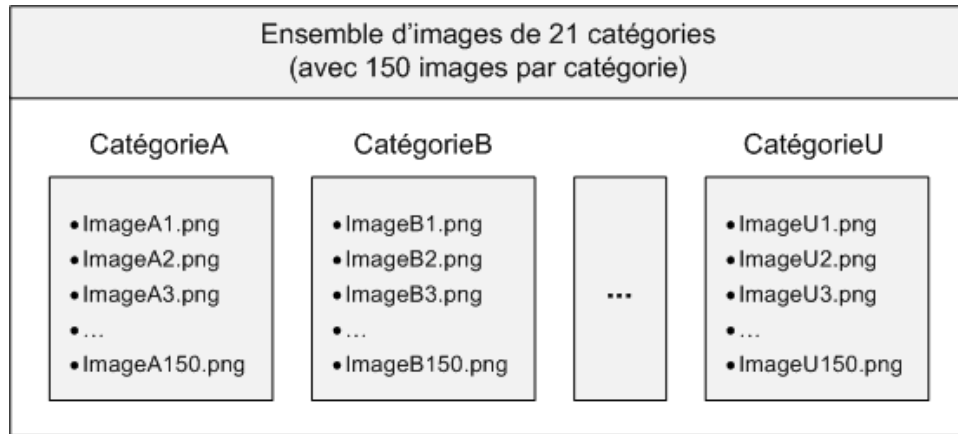 Ensemble d'images de 21 catégories
(avec 150 images par catégorie)
CatégorieA
• ImageA1.png
• ImageA2.png
• ImageA3.png
• …
• ImageA150.png
CatégorieB
• ImageB1.png
• ImageB2.png
• ImageB3.png
• …
• ImageB150.png
...
CatégorieU
• ImageU1.png
• ImageU2.png
• ImageU3.png
• …
• ImageU150.png